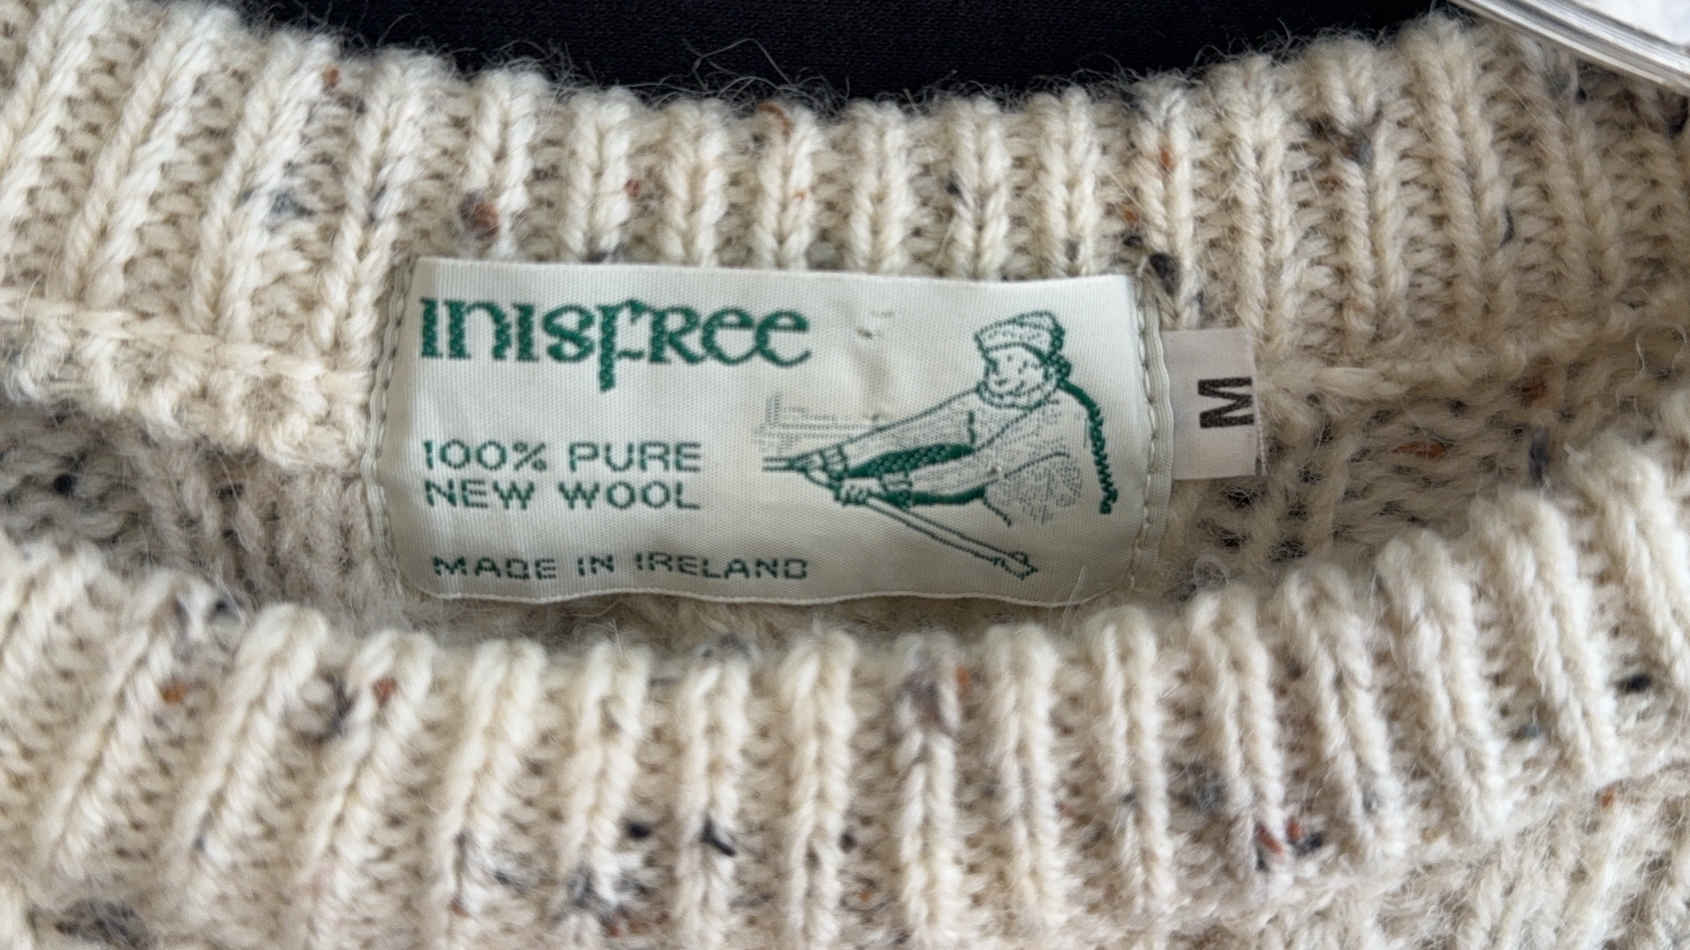 INISFREE
100% PURE
NEW WOOL
MADE IN IRELAND
M